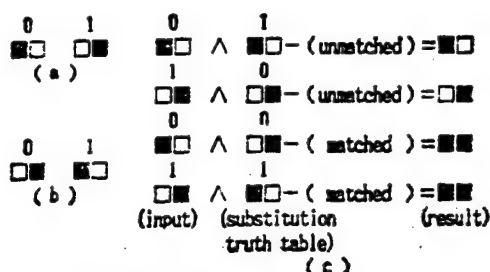 0 1
■□ □■
( a )
0 1
□■ ■□
( b )
0 1
■□ ∧ ■□-(unmatched)=■□
1 0
□■ ∧ □■-(unmatched)=□■
0 0
■□ ∧ □■-( matched )=■■
1 1
□■ ∧ ■□-( matched )=■■
(input) (substitution (result)
truth table)
( c )